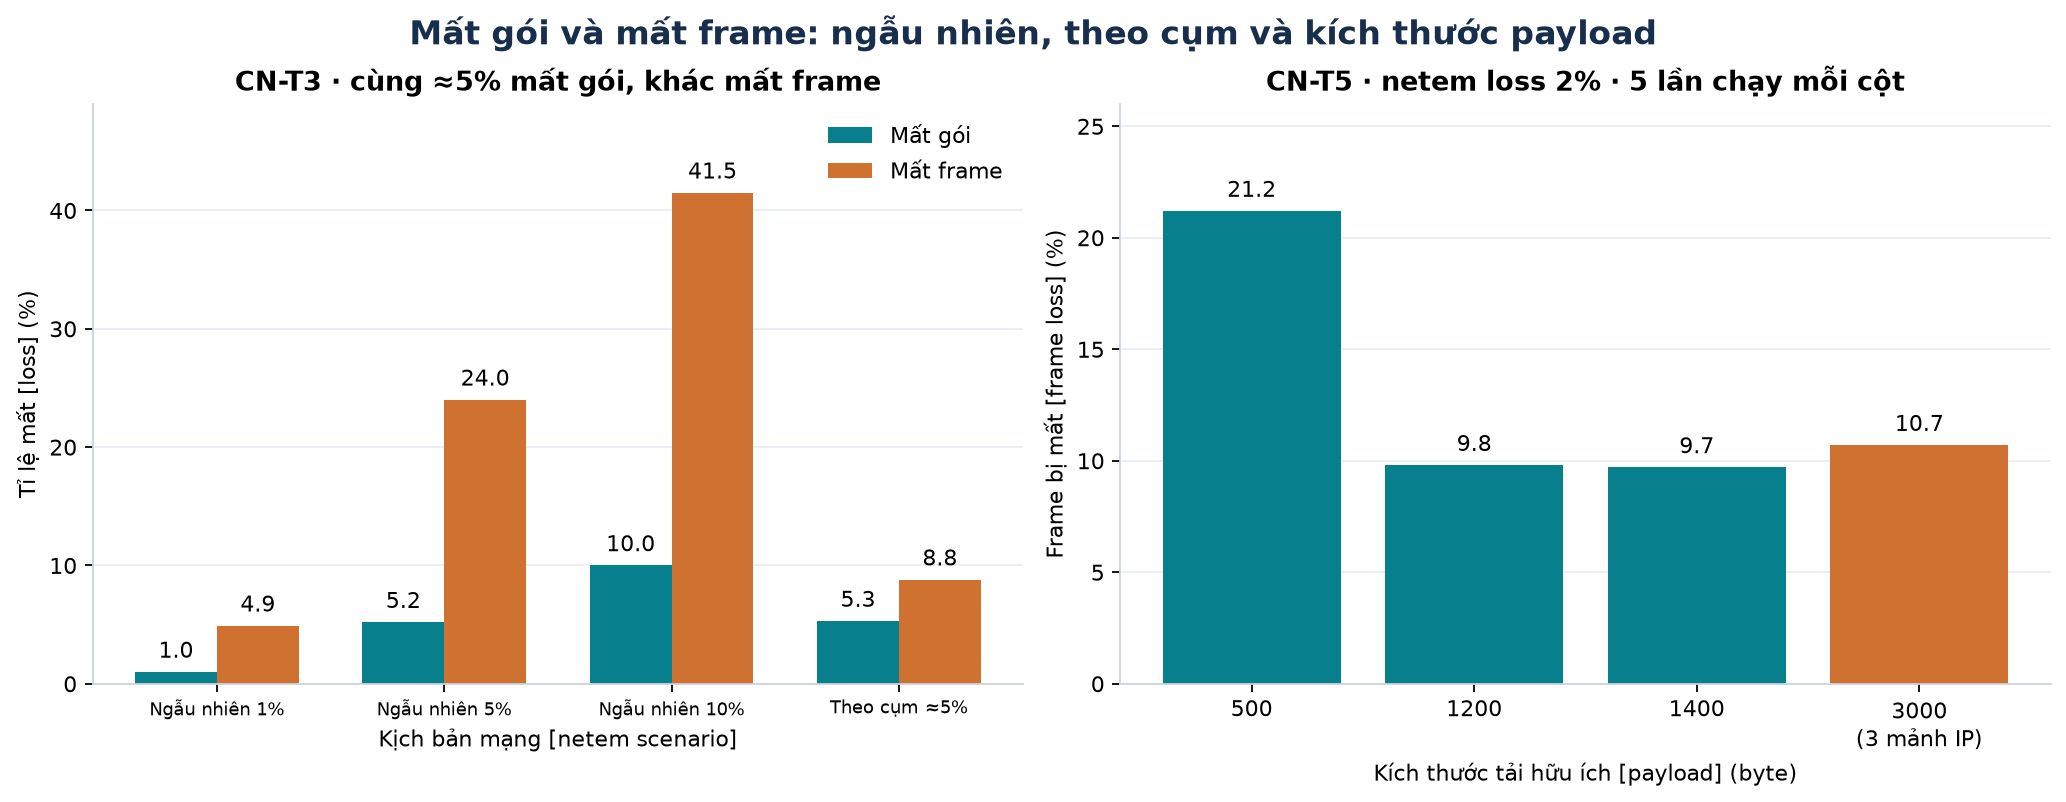 Mất gói và mất frame: ngẫu nhiên, theo cụm và kích thước payload
CN-T3 · cùng ≈5% mất gói, khác mất frame
Mất gói
Mất frame
Tỉ lệ mất [loss] (%)
40
30
20
10
0
1.0
4.9
5.2
24.0
10.0
41.5
5.3
8.8
Ngẫu nhiên 1%
Ngẫu nhiên 5%
Ngẫu nhiên 10%
Theo cụm ≈5%
Kịch bản mạng [netem scenario]
CN-T5 · netem loss 2% · 5 lần chạy mỗi cột
Frame bị mất [frame loss] (%)
25
20
15
10
5
0
21.2
9.8
9.7
10.7
500
1200
1400
3000
(3 mảnh IP)
Kích thước tải hữu ích [payload] (byte)